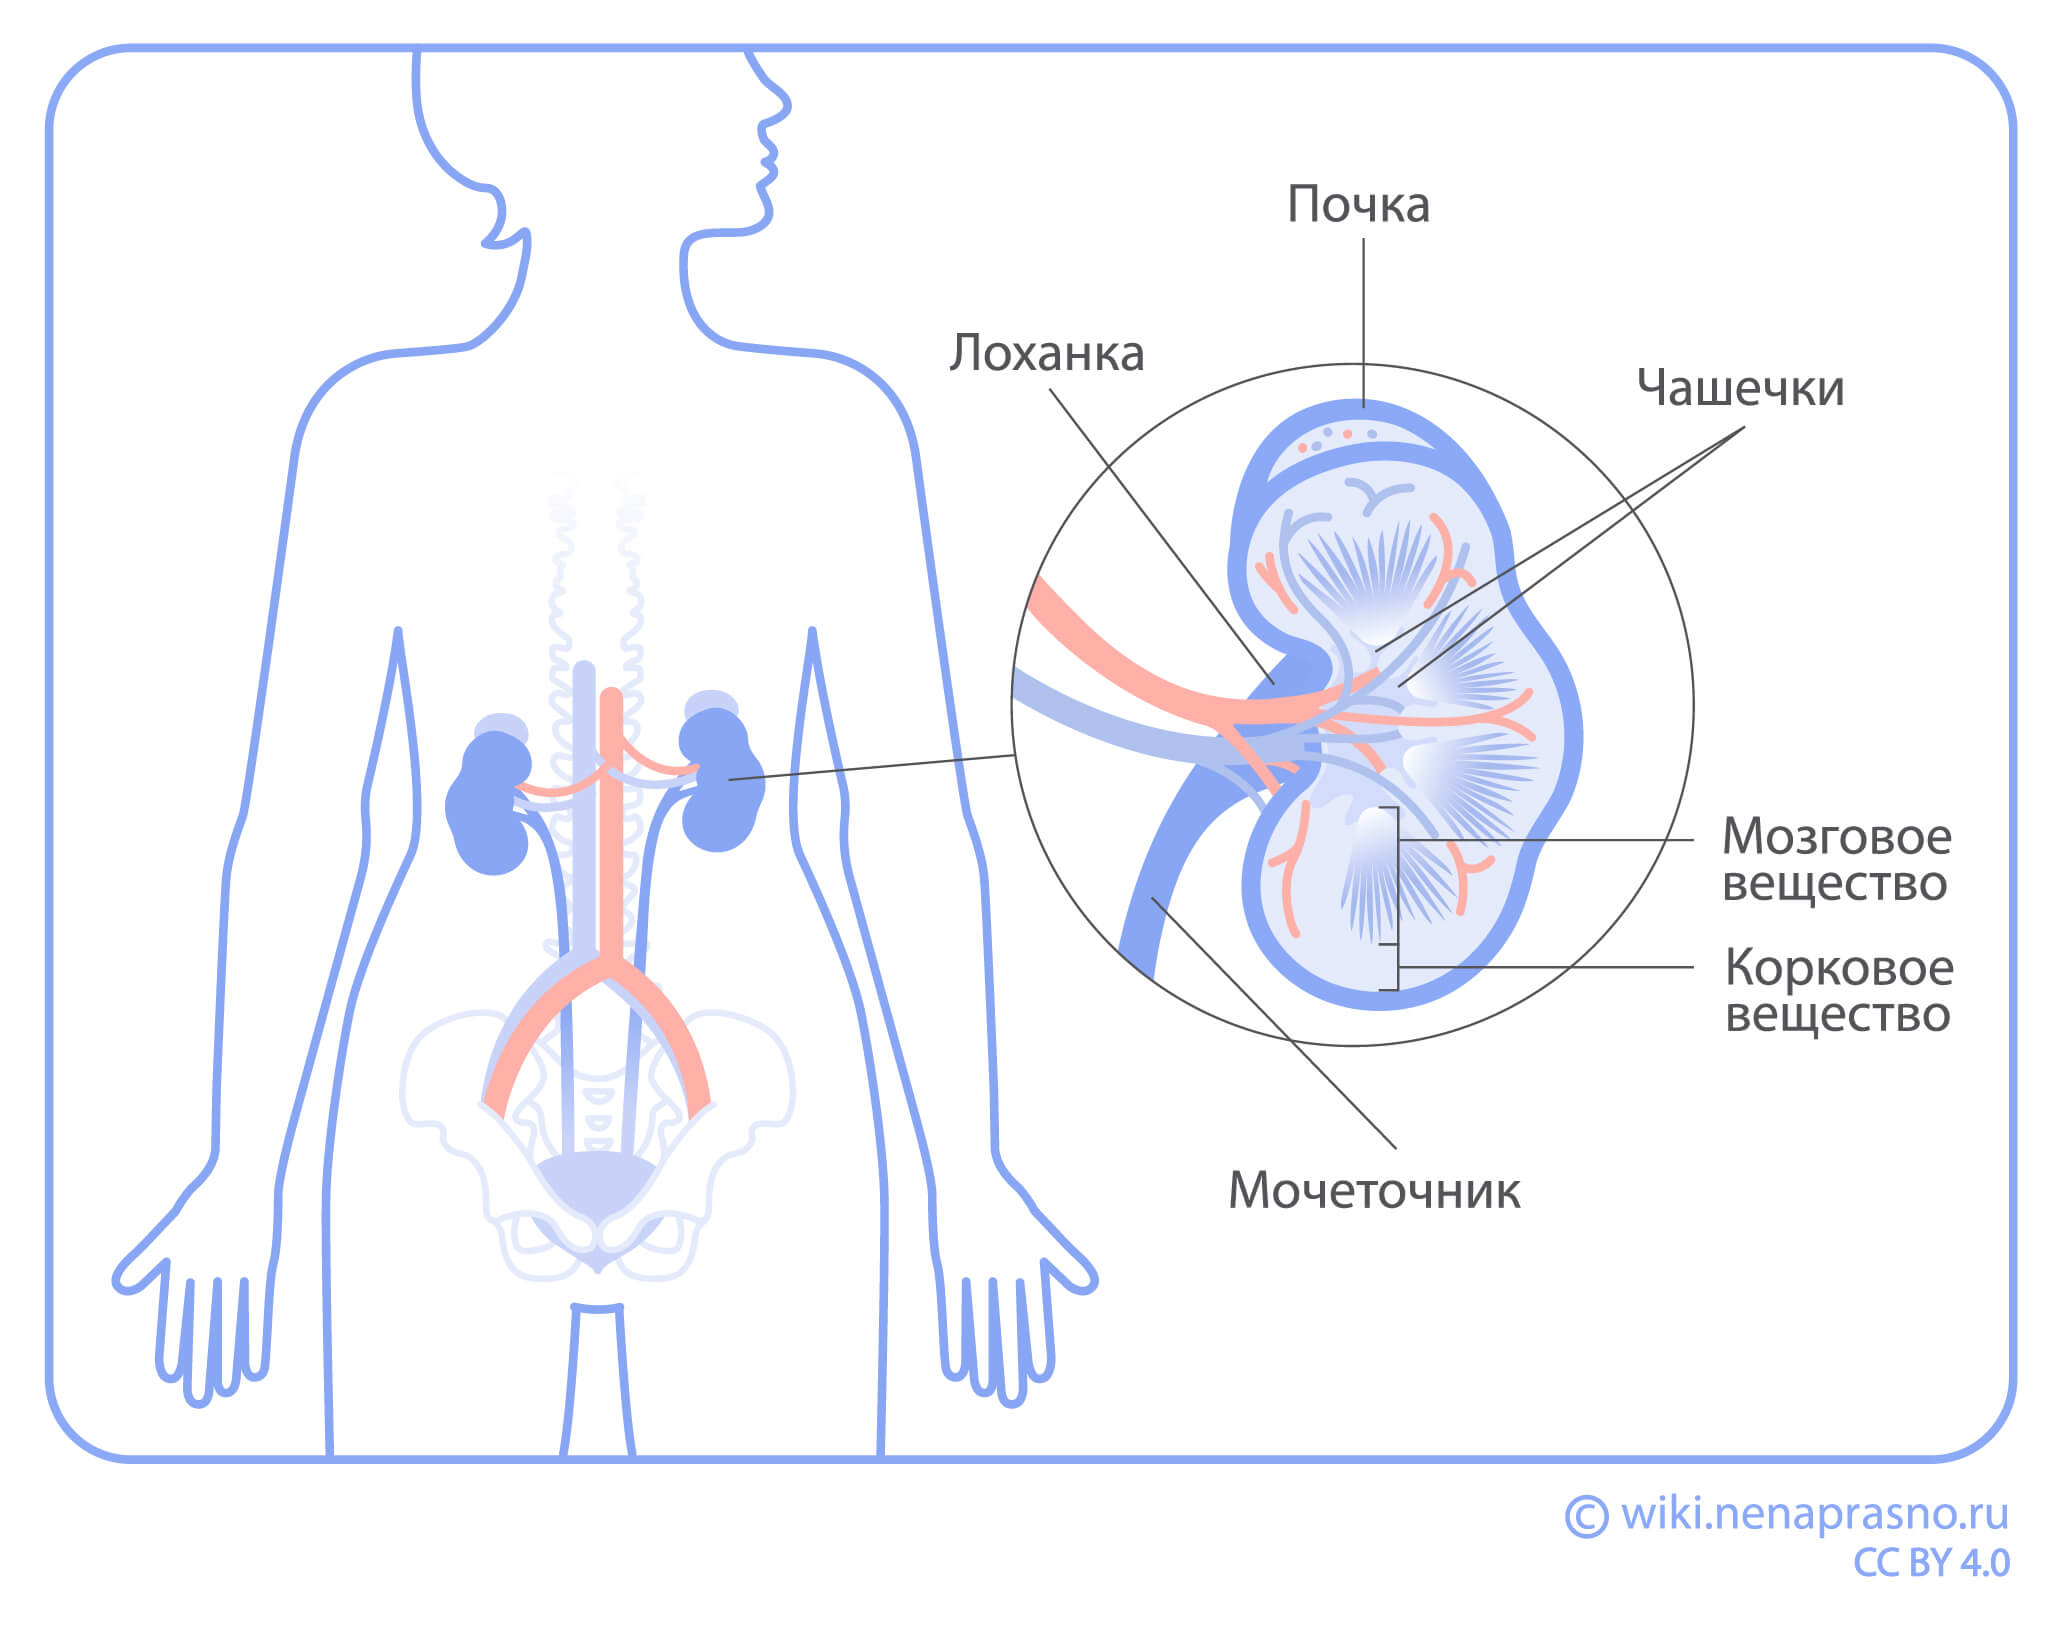 Почка
Лоханка
Чашечки
Мозговое
вещество
Корковое
вещество
Мочеточник
© wiki.nenaprasno.ru
CC BY 4.0